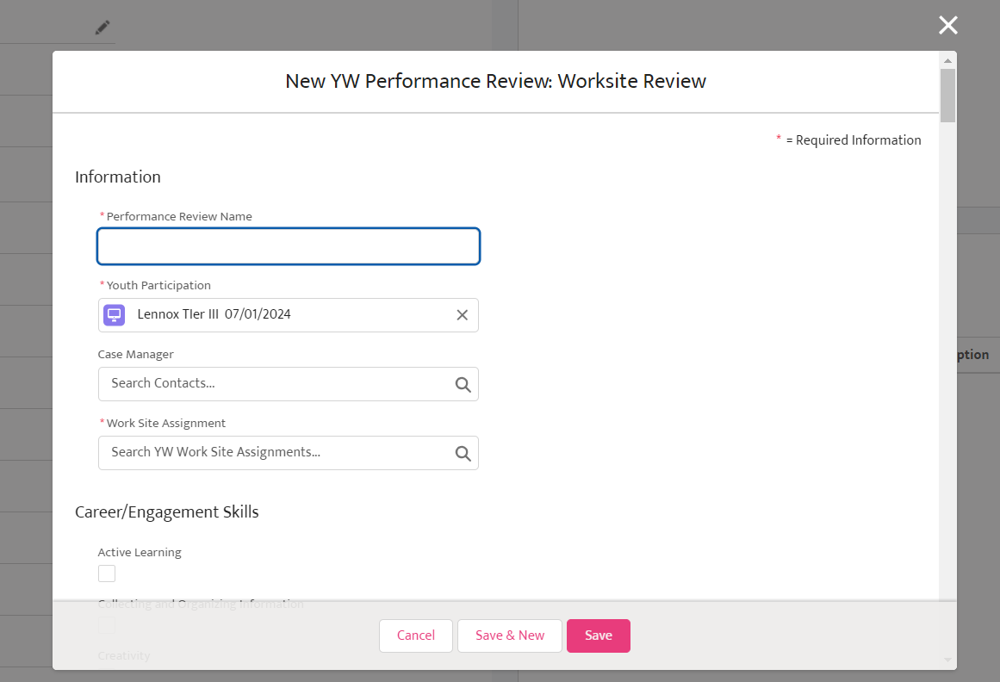 New YW Performance Review: Worksite Review
* = Required Information
Information
*Performance Review Name
*Youth Participation
Lennox TIer III 07/01/2024
Case Manager
Search Contacts...
*Work Site Assignment
Search YW Work Site Assignments...
ption
Career/Engagement Skills
Active Learning
Collecting and Organizing Information
Cancel
Save & New
Save
Creativity